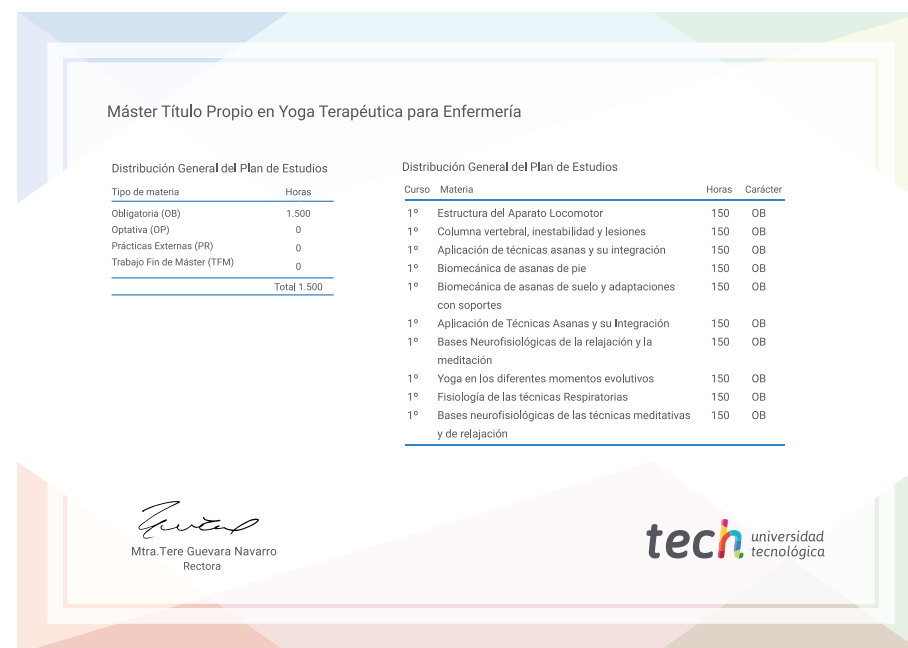 Máster Título Propio en Yoga Terapéutica para Enfermería
Distribución General del Plan de Estudios
Tipo de materia Horas
Obligatoria (OB) 1.500
Optativa (OP) 0
Prácticas Externas (PR) 0
Trabajo Fin de Máster (TFM) 0
Total 1.500
Distribución General del Plan de Estudios
Curso Materia Horas Carácter
1º Estructura del Aparato Locomotor 150 OB
1º Columna vertebral, inestabilidad y lesiones 150 OB
1º Aplicación de técnicas asanas y su integración 150 OB
1º Biomecánica de asanas de pie 150 OB
1º Biomecánica de asanas de suelo y adaptaciones 150 OB
con soportes
1º Aplicación de Técnicas Asanas y su Integración 150 OB
1º Bases Neurofisiológicas de la relajación y la 150 OB
meditación
1º Yoga en los diferentes momentos evolutivos 150 OB
1º Fisiología de las técnicas Respiratorias 150 OB
1º Bases neurofisiológicas de las técnicas meditativas 150 OB
y de relajación
Mtra.Tere Guevara Navarro
Rectora
tech universidad
tecnológica